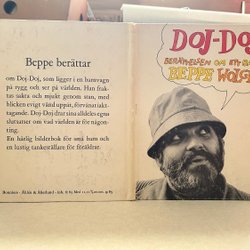 Beppe berättar
om Doj-Doj, som ligger i barnvagn
på rygg och ser på världen. Han frak-
tas sakta och mjukt genom stan, med
blicken evigt vänd uppåt, förväntat iakt-
tagande. Doj-Doj drar sina alldeles egna
slutsatser om vad världen är för någon-
ting.
En härlig bilderbok för små barn och
en lustig tankeställare för föräldrar.
DOJ-DOJ
BERÄTTELSEN OM ETT
BEPPE WOLGERS